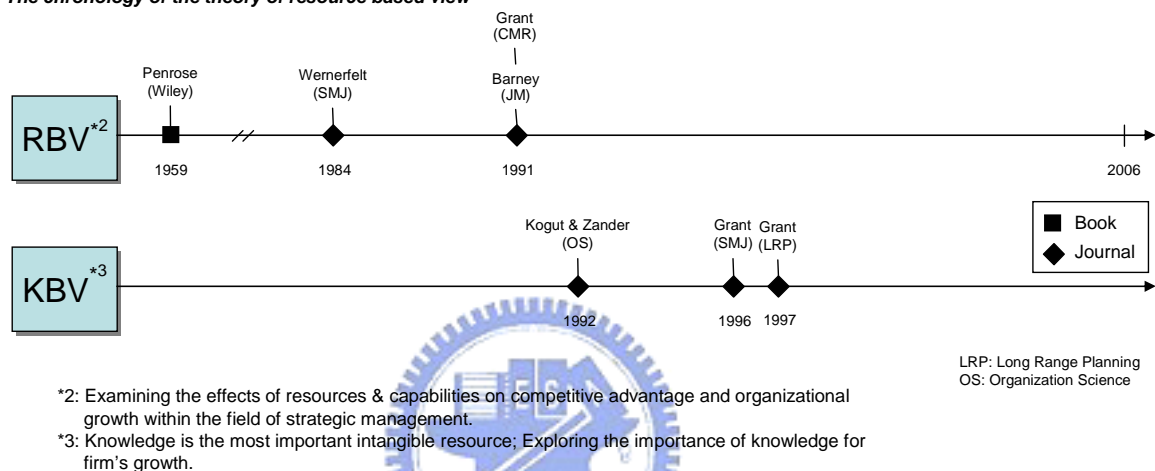 The chronology of the theory of resource based view
Grant
(CMR)
Penrose
(Wiley)
Wernerfelt
(SMJ)
Barney
(JM)
RBV*2
1959
1984
1991
2006
Book
Journal
Kogut & Zander
(OS)
Grant
(SMJ)
Grant
(LRP)
KBV*3
1992
1996
1997
LRP: Long Range Planning
OS: Organization Science
*2: Examining the effects of resources & capabilities on competitive advantage and organizational
growth within the field of strategic management.
*3: Knowledge is the most important intangible resource; Exploring the importance of knowledge for
firm's growth.